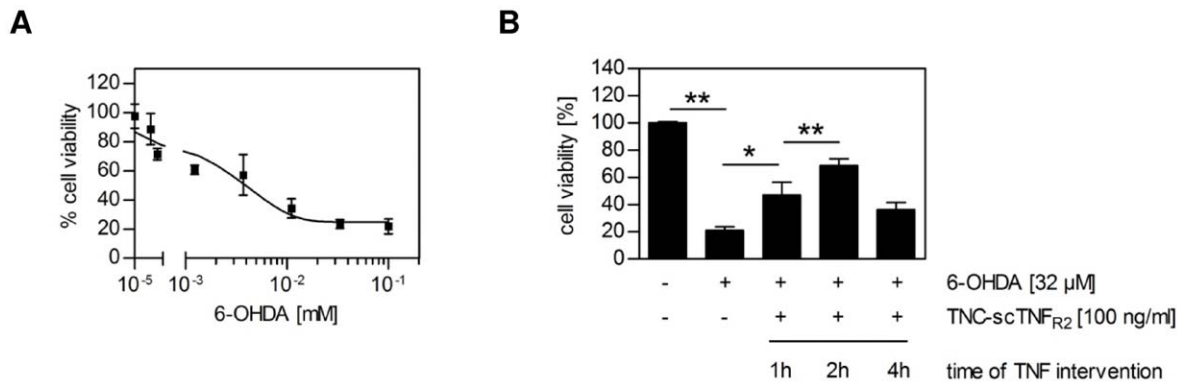 A
B
% cell viability
120
100
80
60
40
20
0
10-5
10-3
10-2
10-1
6-OHDA [mM]
cell viability [%]
140
120
100
80
60
40
20
0
**
*
**
- + + + + 6-OHDA [32 µM]
- - + + + TNC-scTNFR2 [100 ng/ml]
1h 2h 4h time of TNF intervention